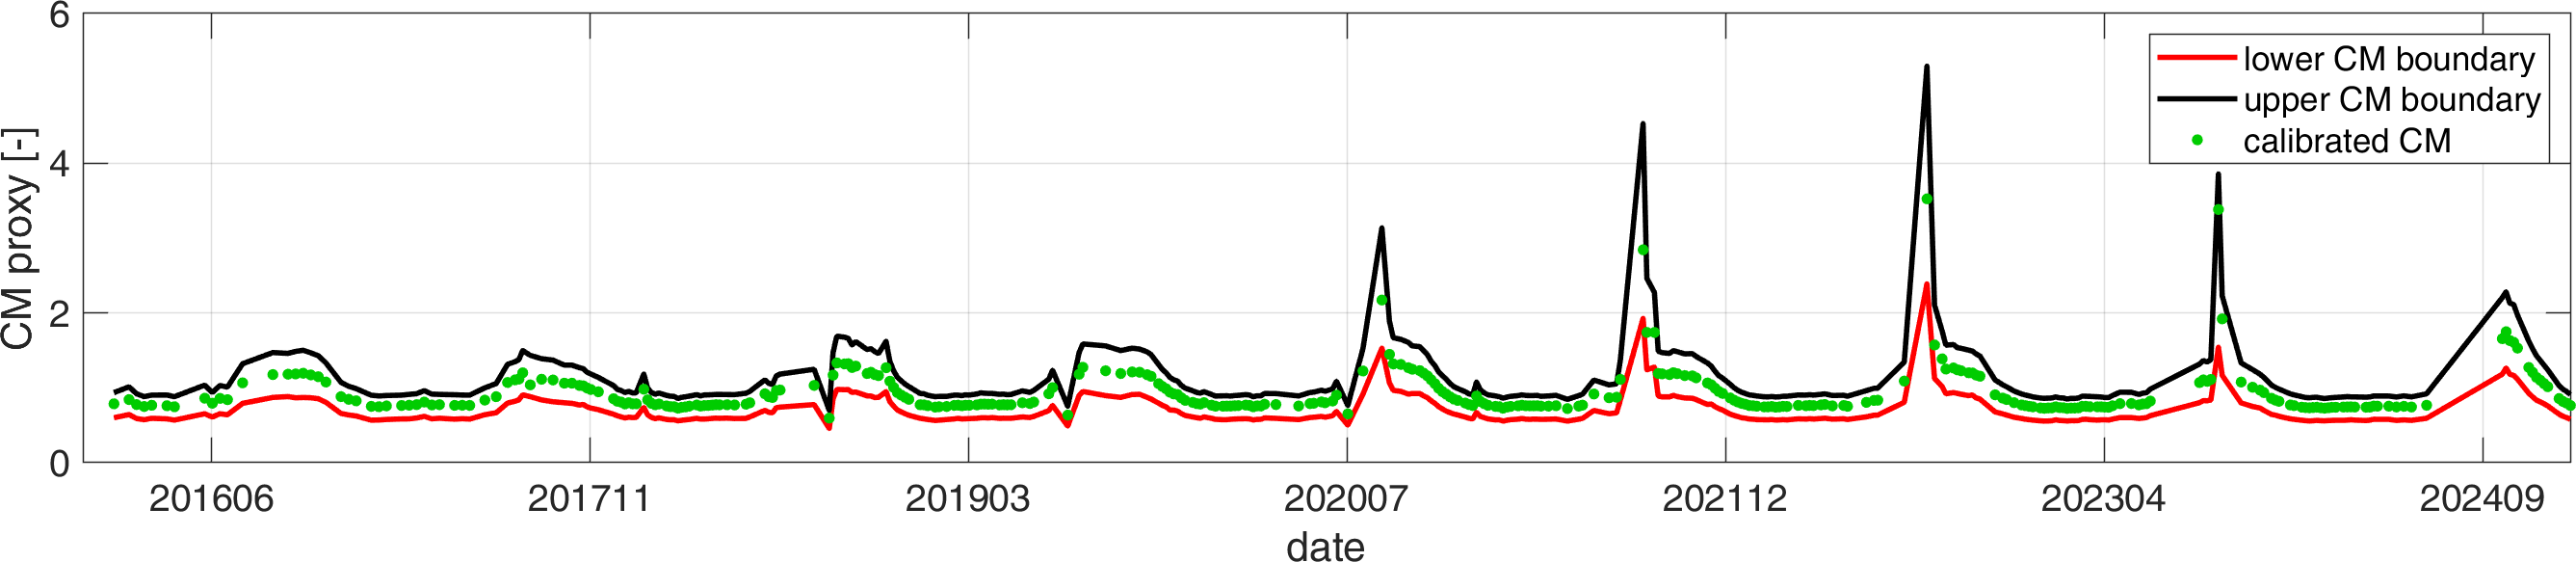 CM proxy [-]
6
4
2
0
lower CM boundary
upper CM boundary
calibrated CM
201606 201711 201903 202007 202112 202304 202409
date